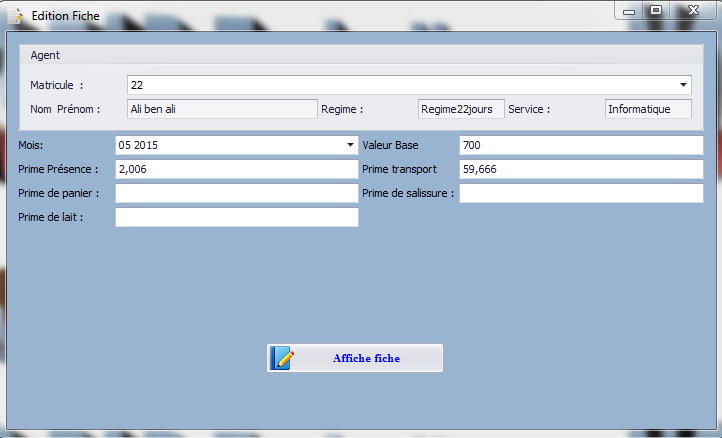 Edition Fiche
Agent
Matricule : 22
Nom Prénom : Ali ben ali Regime : Regime22jours Service : Informatique
Mois: 05 2015 Valeur Base 700
Prime Présence : 2,006 Prime transport 59,666
Prime de panier : Prime de salissure :
Prime de lait :
Affiche fiche